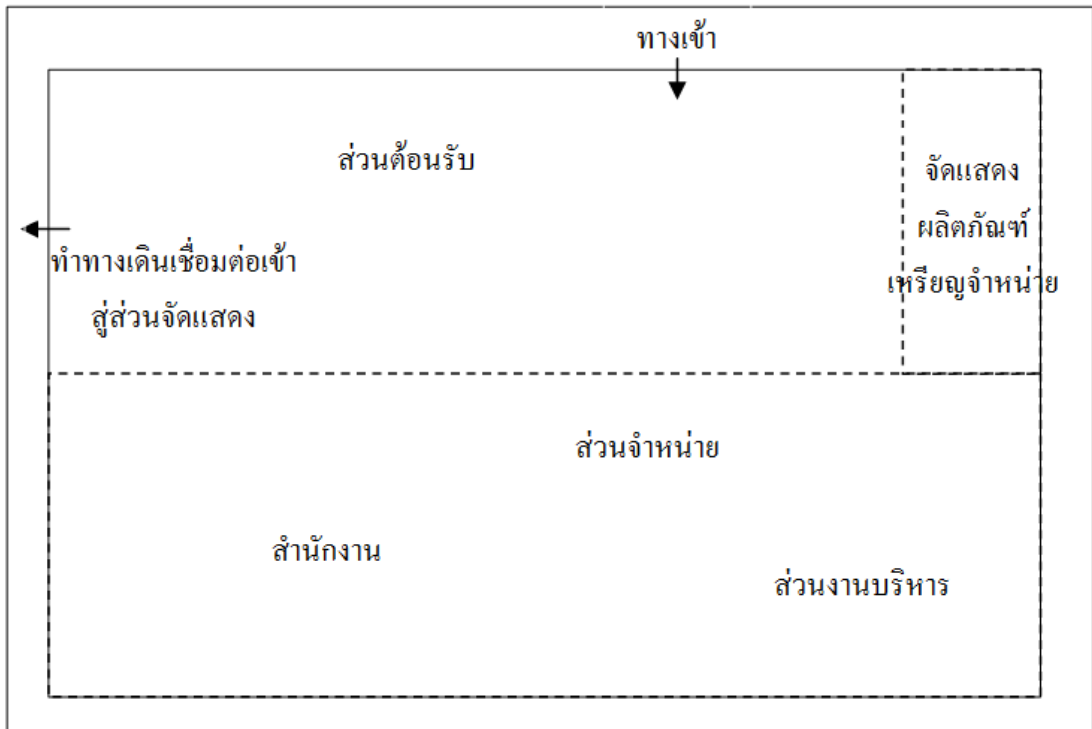 ทางเข้า
ส่วนต้อนรับ
จัดแสดง
ผลิตภัณฑ์
เหรียญจำหน่าย
ทำทางเดินเชื่อมต่อเข้า
สู่ส่วนจัดแสดง
ส่วนจำหน่าย
สำนักงาน
ส่วนงานบริหาร